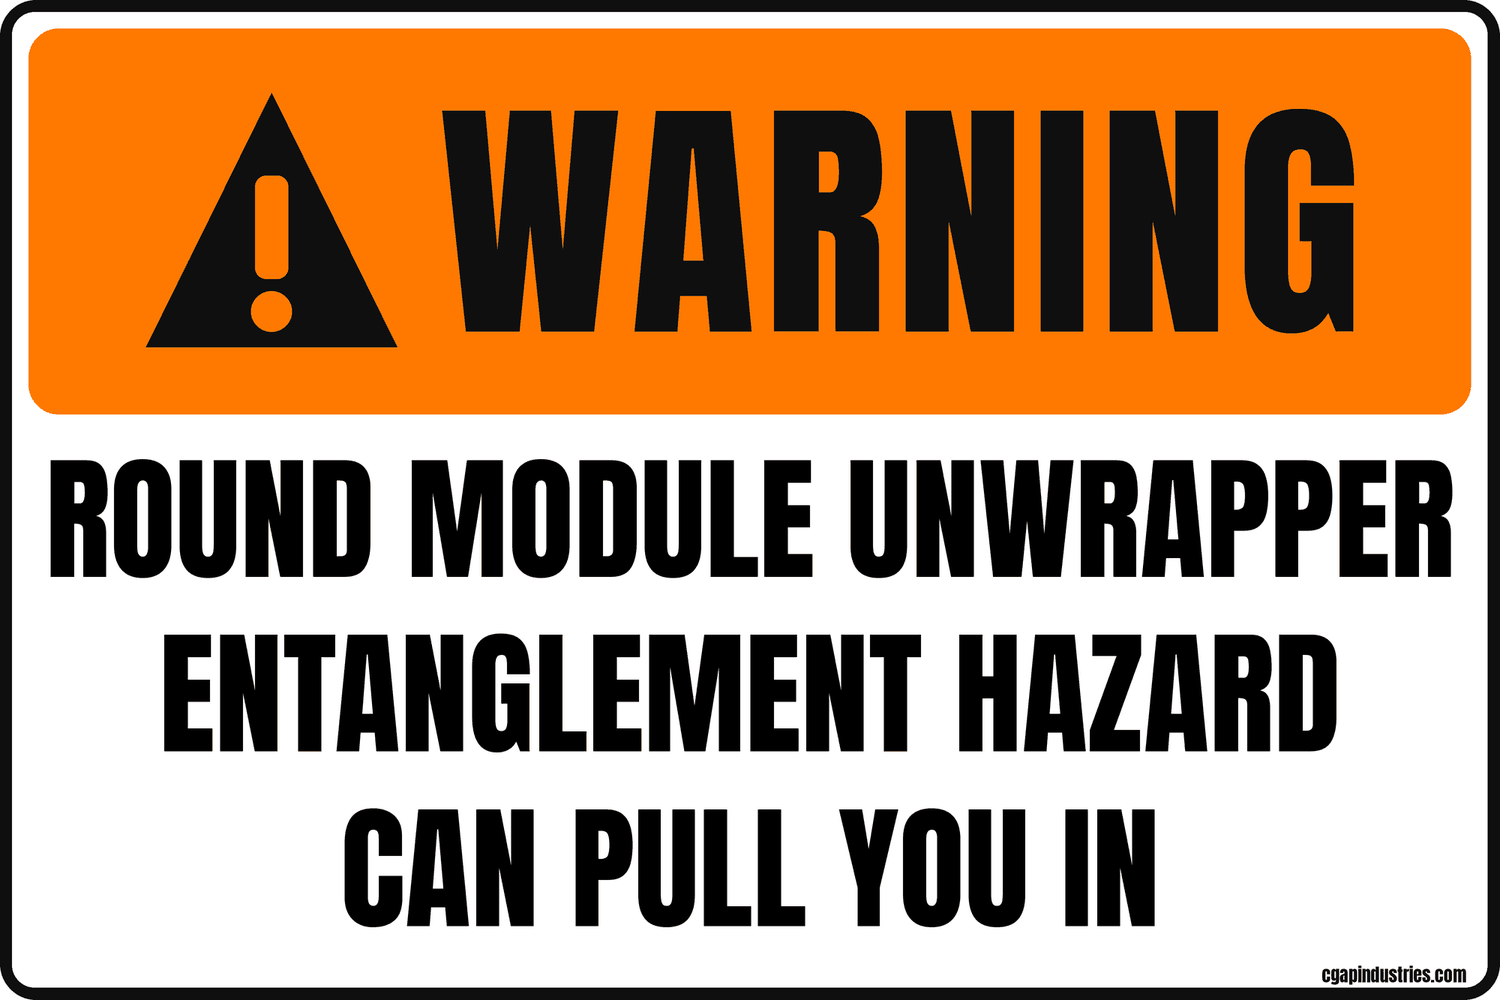 WARNING
ROUND MODULE UNWRAPPER
ENTANGLEMENT HAZARD
CAN PULL YOU IN
cgapindustries.com